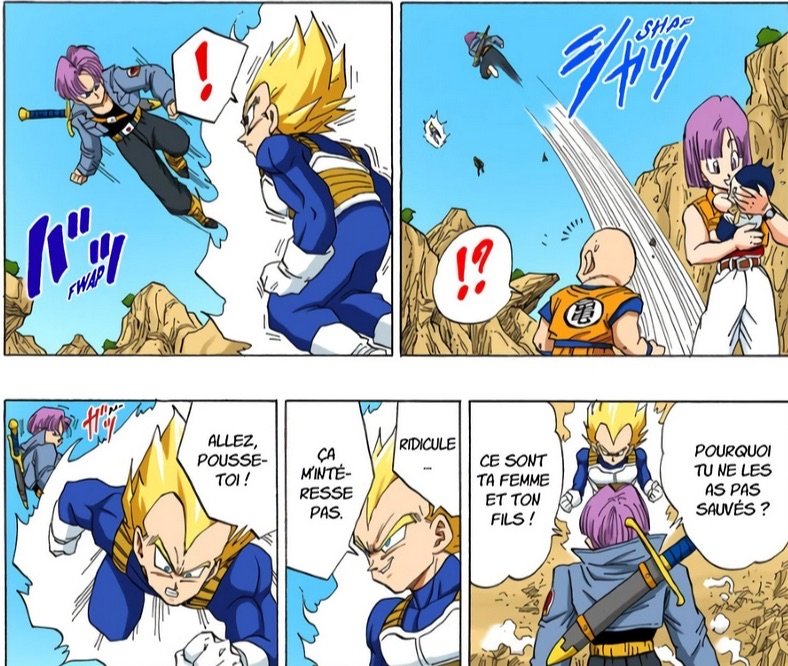 SHAF
シャッ
亀
!?
!
バッ
FWAP
POURQUOI
TU NE LES
AS PAS
SAUVÉS ?
CE SONT
TA FEMME
ET TON
FILS !
RIDICULE
...
ÇA
M'INTÉ-
RESSE
PAS.
ALLEZ,
POUSSE-
TOI !